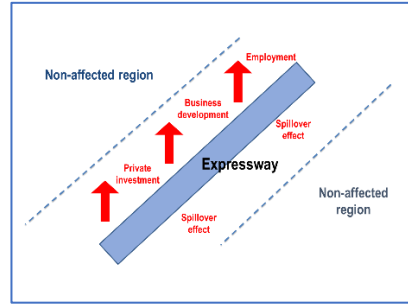 Employment
Non-affected region
Business
development
Spillover
effect
Private
investment
Expressway
Non-affected
region
Spillover
effect